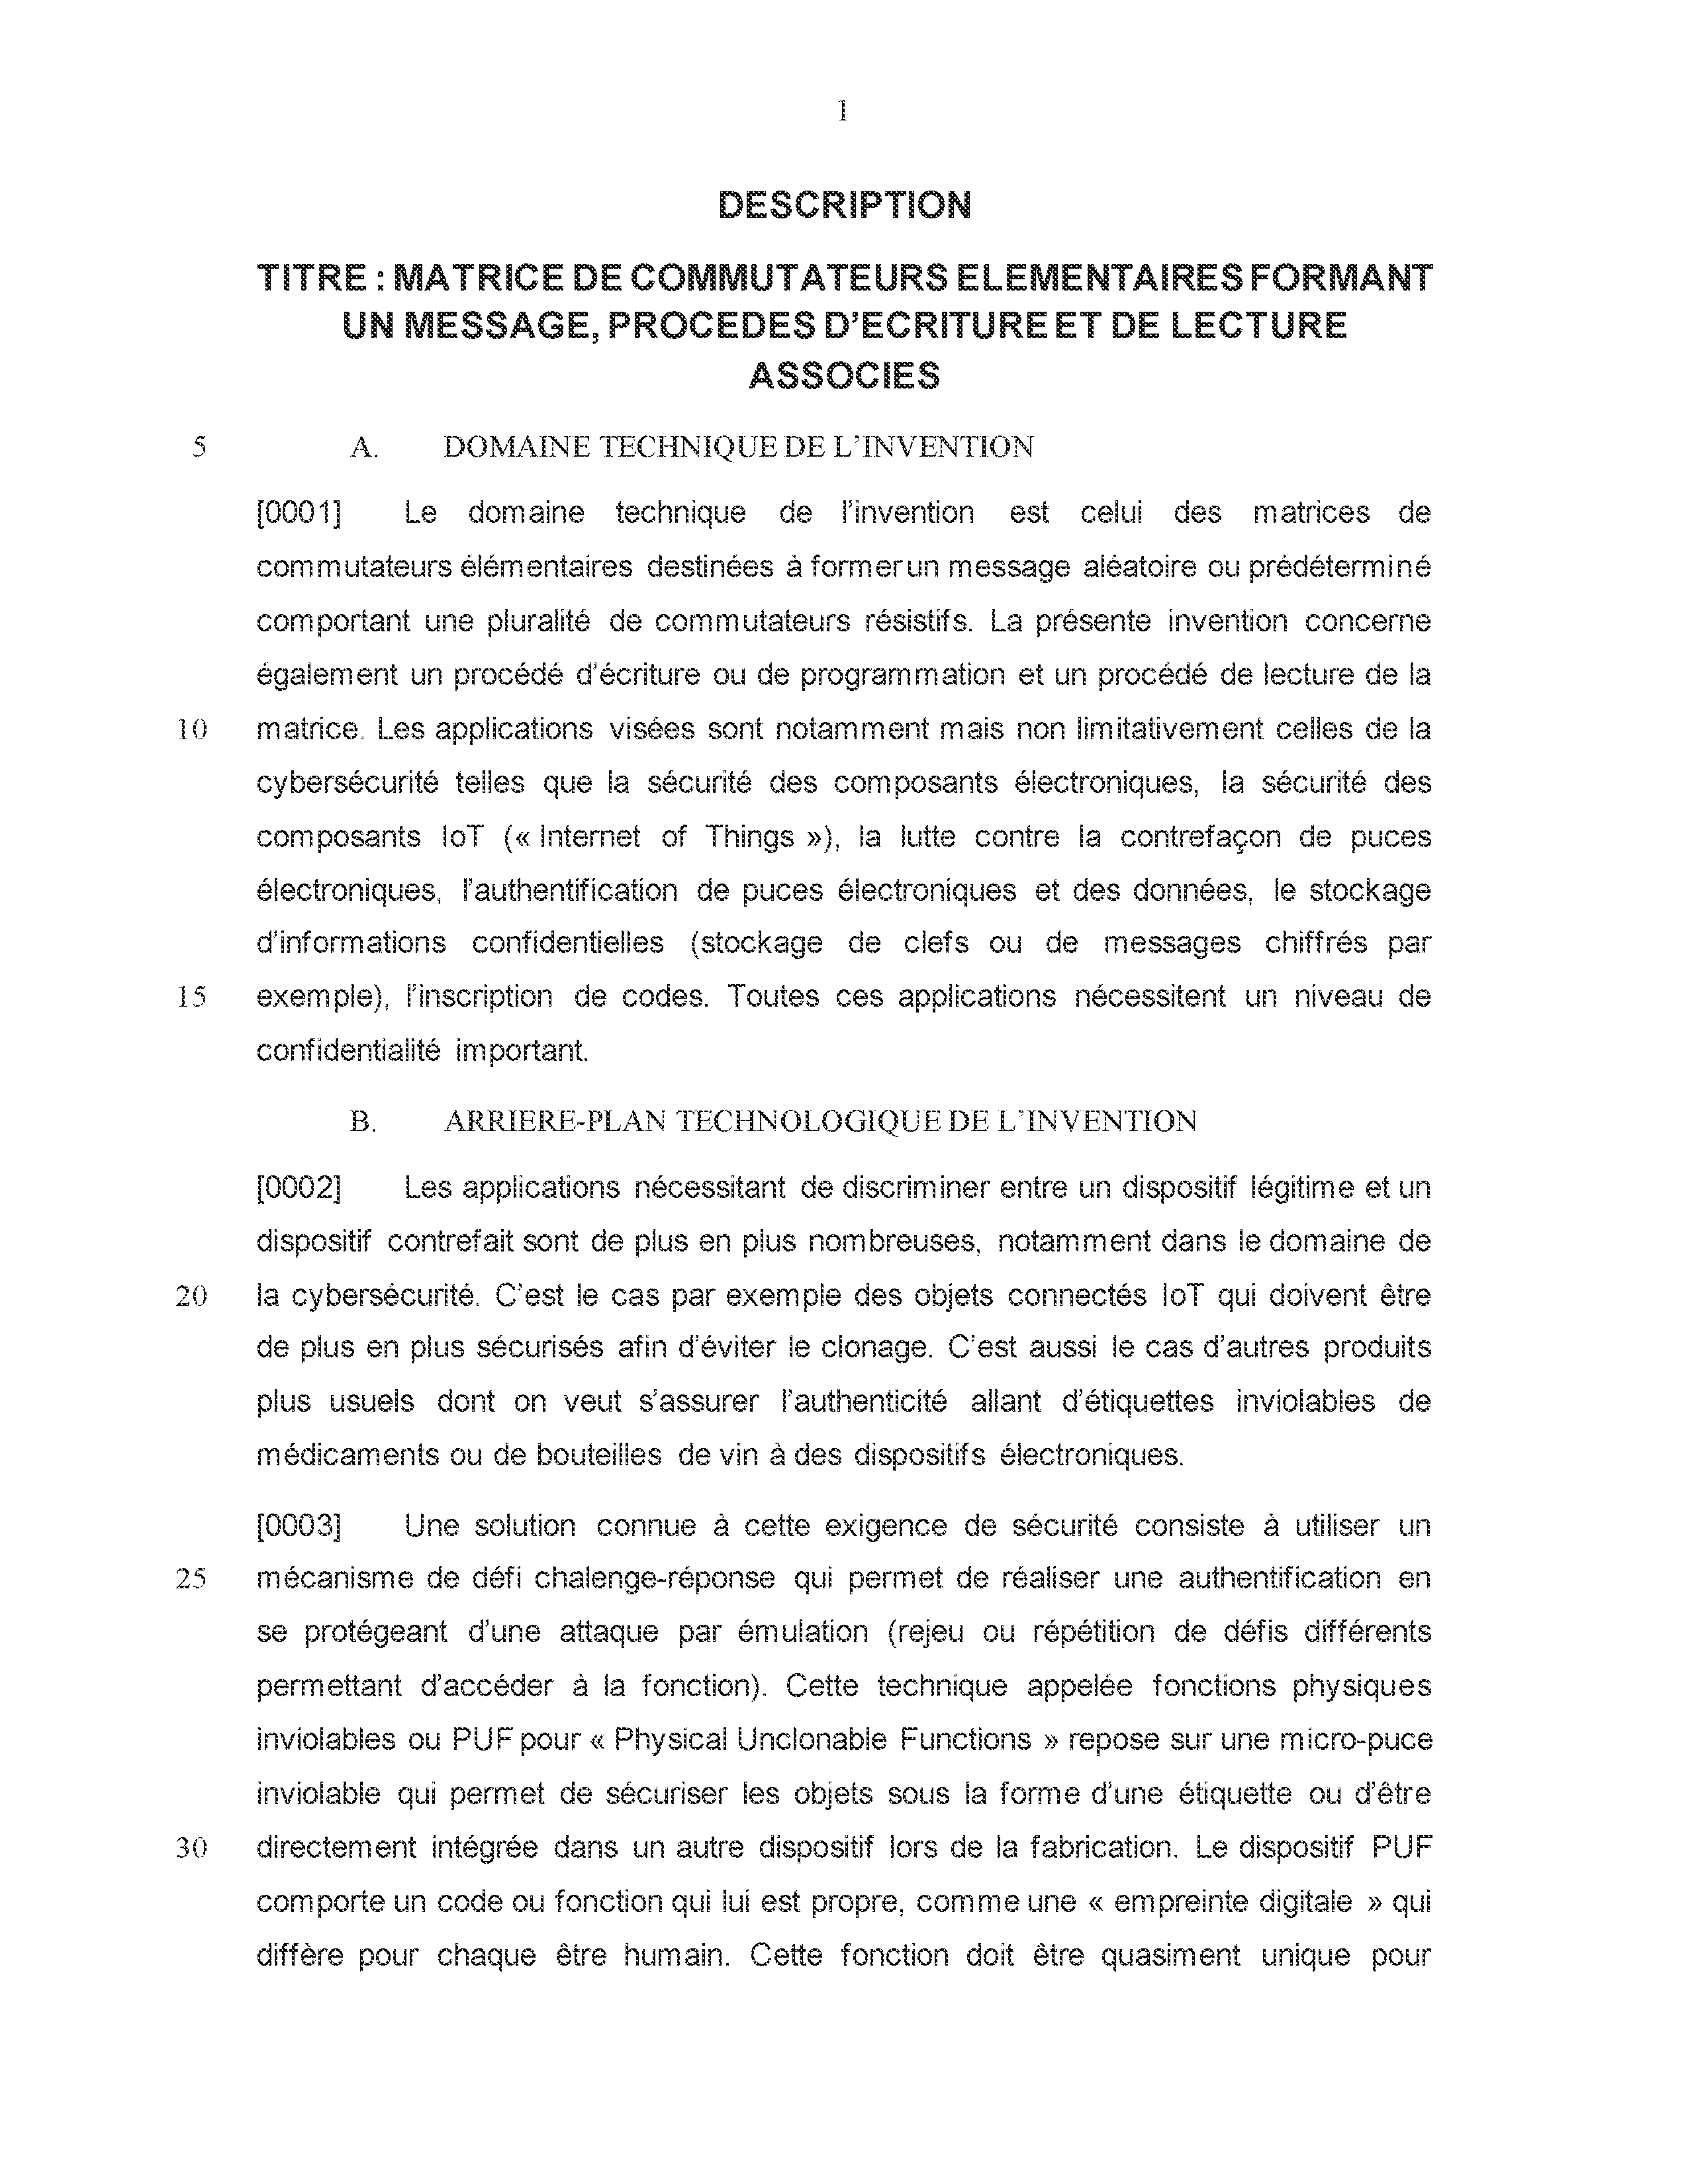 1
DESCRIPTION
TITRE : MATRICE DE COMMUTATEURS ELEMENTAIRES FORMANT
UN MESSAGE, PROCEDES D'ECRITURE ET DE LECTURE
ASSOCIES
5 A. DOMAINE TECHNIQUE DE L'INVENTION
[0001] Le domaine technique de l'invention est celui des matrices de
commutateurs élémentaires destinées à former un message aléatoire ou prédéterminé
comportant une pluralité de commutateurs résistifs. La présente invention concerne
également un procédé d'écriture ou de programmation et un procédé de lecture de la
10 matrice. Les applications visées sont notamment mais non limitativement celles de la
cybersécurité telles que la sécurité des composants électroniques, la sécurité des
composants IoT (« Internet of Things »), la lutte contre la contrefaçon de puces
électroniques, l'authentification de puces électroniques et des données, le stockage
d'informations confidentielles (stockage de clefs ou de messages chiffrés par
15 exemple), l'inscription de codes. Toutes ces applications nécessitent un niveau de
confidentialité important.
B. ARRIERE-PLAN TECHNOLOGIQUE DE L'INVENTION
[0002] Les applications nécessitant de discriminer entre un dispositif légitime et un
dispositif contrefait sont de plus en plus nombreuses, notamment dans le domaine de
20 la cybersécurité. C'est le cas par exemple des objets connectés IoT qui doivent être
de plus en plus sécurisés afin d'éviter le clonage. C'est aussi le cas d'autres produits
plus usuels dont on veut s'assurer l'authenticité allant d'étiquettes inviolables de
médicaments ou de bouteilles de vin à des dispositifs électroniques.
[0003] Une solution connue à cette exigence de sécurité consiste à utiliser un
25 mécanisme de défi chalenge-réponse qui permet de réaliser une authentification en
se protégeant d'une attaque par émulation (rejeu ou répétition de défis différents
permettant d'accéder à la fonction). Cette technique appelée fonctions physiques
inviolables ou PUF pour « Physical Unclonable Functions » repose sur une micro-puce
inviolable qui permet de sécuriser les objets sous la forme d'une étiquette ou d'être
30 directement intégrée dans un autre dispositif lors de la fabrication. Le dispositif PUF
comporte un code ou fonction qui lui est propre, comme une « empreinte digitale » qui
diffère pour chaque être humain. Cette fonction doit être quasiment unique pour